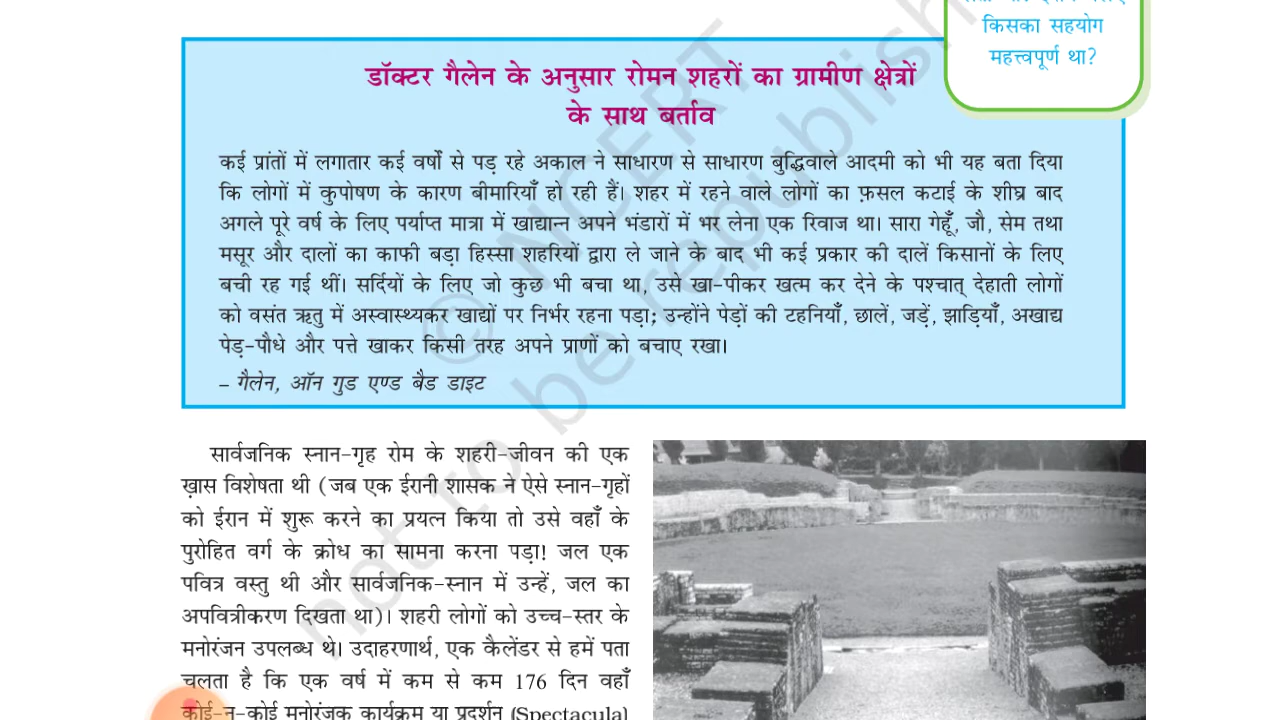 किसका सहयोग
महत्त्वपूर्ण था?
डॉक्टर गैलेन के अनुसार रोमन शहरों का ग्रामीण क्षेत्रों
के साथ बर्ताव
कई प्रांतों में लगातार कई वर्षों से पड़ रहे अकाल ने साधारण से साधारण बुद्धिवाले आदमी को भी यह बता दिया
कि लोगों में कुपोषण के कारण बीमारियाँ हो रही हैं। शहर में रहने वाले लोगों का फ़सल कटाई के शीघ्र बाद
अगले पूरे वर्ष के लिए पर्याप्त मात्रा में खाद्यान्न अपने भंडारों में भर लेना एक रिवाज था। सारा गेहूँ, जौ, सेम तथा
मसूर और दालों का काफी बड़ा हिस्सा शहरियों द्वारा ले जाने के बाद भी कई प्रकार की दालें किसानों के लिए
बची रह गई थीं। सर्दियों के लिए जो कुछ भी बचा था, उसे खा-पीकर खत्म कर देने के पश्चात् देहाती लोगों
को वसंत ऋतु में अस्वास्थ्यकर खाद्यों पर निर्भर रहना पड़ा; उन्होंने पेड़ों की टहनियाँ, छालें, जड़ें, झाड़ियाँ, अखाद्य
पेड़-पौधे और पत्ते खाकर किसी तरह अपने प्राणों को बचाए रखा।
– गैलेन, ऑन गुड एण्ड बैड डाइट
सार्वजनिक स्नान-गृह रोम के शहरी-जीवन की एक
ख़ास विशेषता थी (जब एक ईरानी शासक ने ऐसे स्नान-गृहों
को ईरान में शुरू करने का प्रयत्न किया तो उसे वहाँ के
पुरोहित वर्ग के क्रोध का सामना करना पड़ा! जल एक
पवित्र वस्तु थी और सार्वजनिक-स्नान में उन्हें, जल का
अपवित्रीकरण दिखता था)। शहरी लोगों को उच्च-स्तर के
मनोरंजन उपलब्ध थे। उदाहरणार्थ, एक कैलेंडर से हमें पता
चलता है कि एक वर्ष में कम से कम 176 दिन वहाँ
कोई-न-कोई मनोरंजक कार्यक्रम या प्रदर्शन (Spectacula)
© NCERT
not to be republish